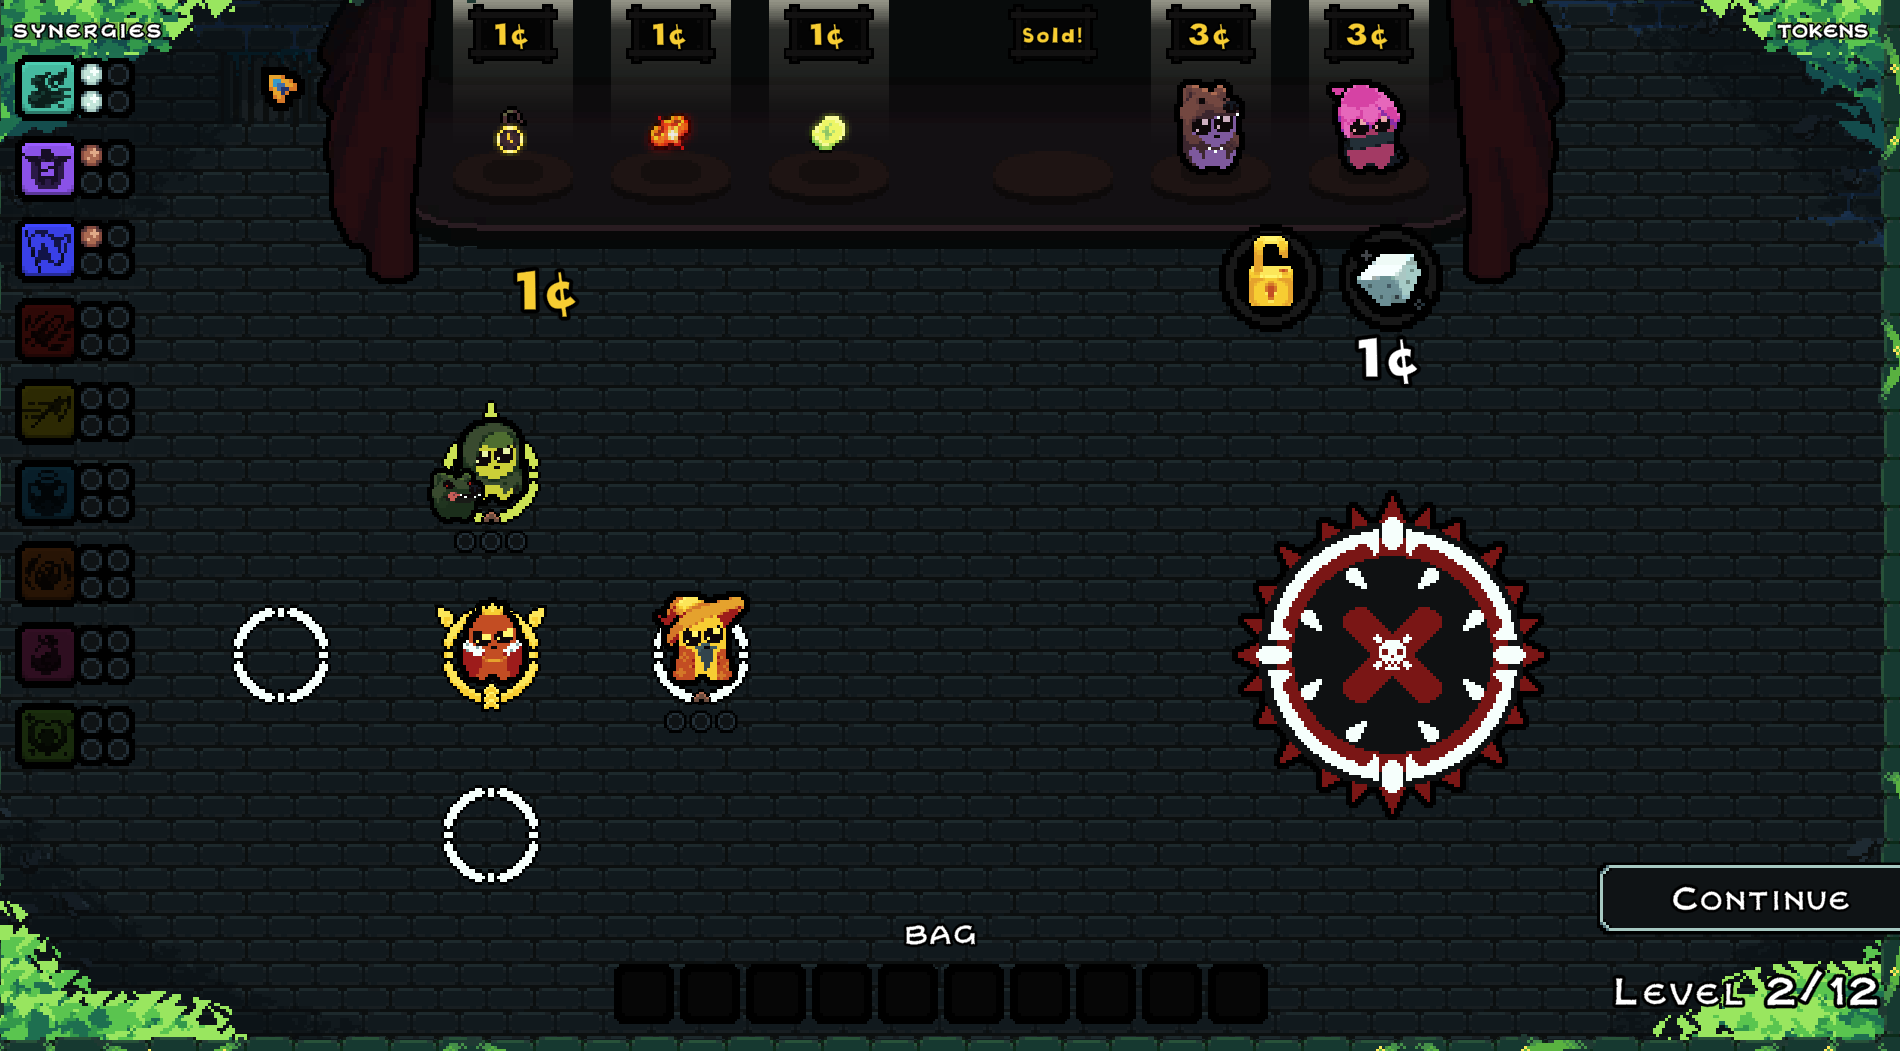 SYNERGIES
1¢
1¢
1¢
Sold!
3¢
3¢
TOKENS
1¢
1¢
BAG
CONTINUE
LEVEL 2/12